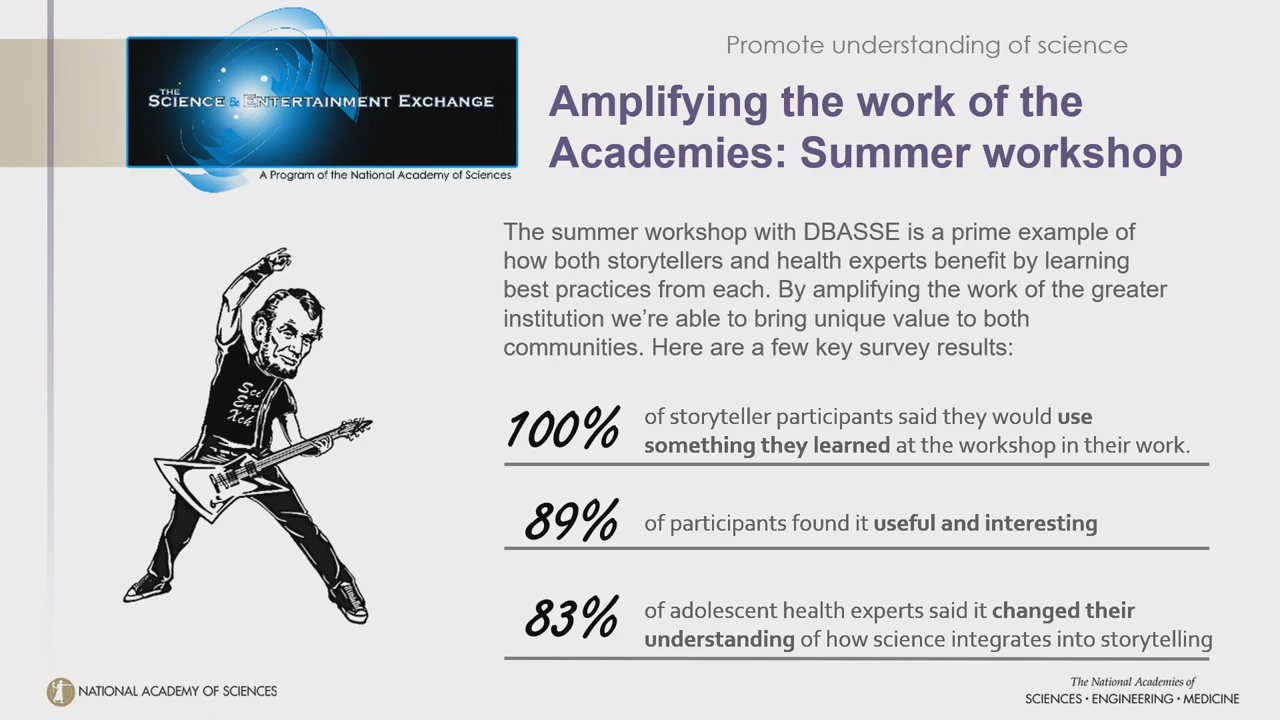 Promote understanding of science
THE
SCIENCE & ENTERTAINMENT EXCHANGE
A Program of the National Academy of Sciences
Amplifying the work of the
Academies: Summer workshop
The summer workshop with DBASSE is a prime example of
how both storytellers and health experts benefit by learning
best practices from each. By amplifying the work of the greater
institution we’re able to bring unique value to both
communities. Here are a few key survey results:
Sci
Ent
Xch
100% of storyteller participants said they would use
something they learned at the workshop in their work.
89% of participants found it useful and interesting
83% of adolescent health experts said it changed their
understanding of how science integrates into storytelling
NATIONAL ACADEMY OF SCIENCES
The National Academies of
SCIENCES • ENGINEERING • MEDICINE